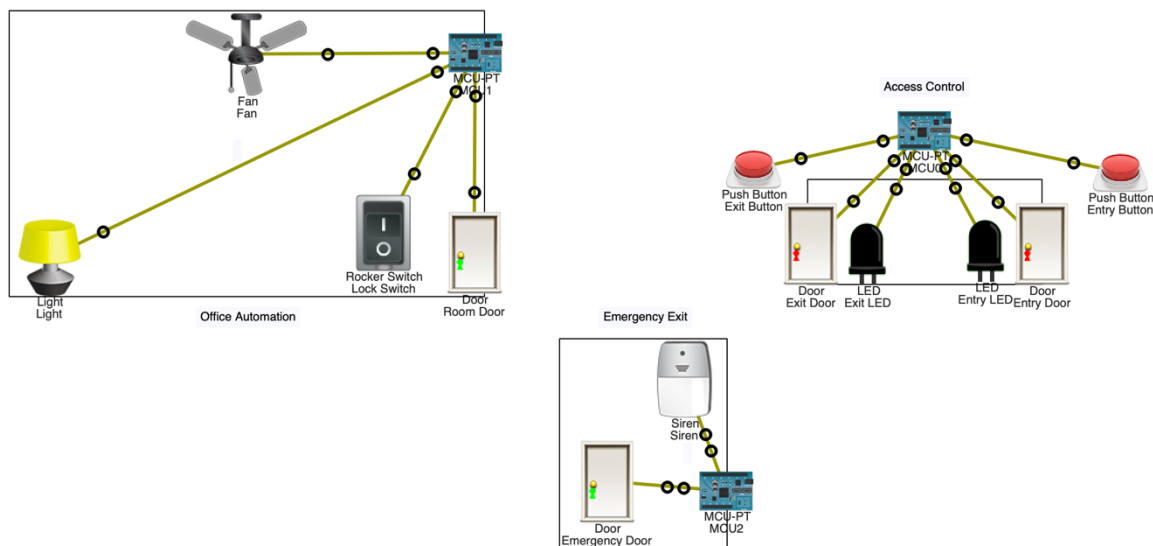 Fan
Fan
MCU-PT
MCU1
Light
Light
Rocker Switch
Lock Switch
Door
Room Door
Office Automation
Access Control
MCU-PT
MCU0
Push Button
Exit Button
Push Button
Entry Button
Door
Exit Door
LED
Exit LED
LED
Entry LED
Door
Entry Door
Emergency Exit
Siren
Siren
Door
Emergency Door
MCU-PT
MCU2